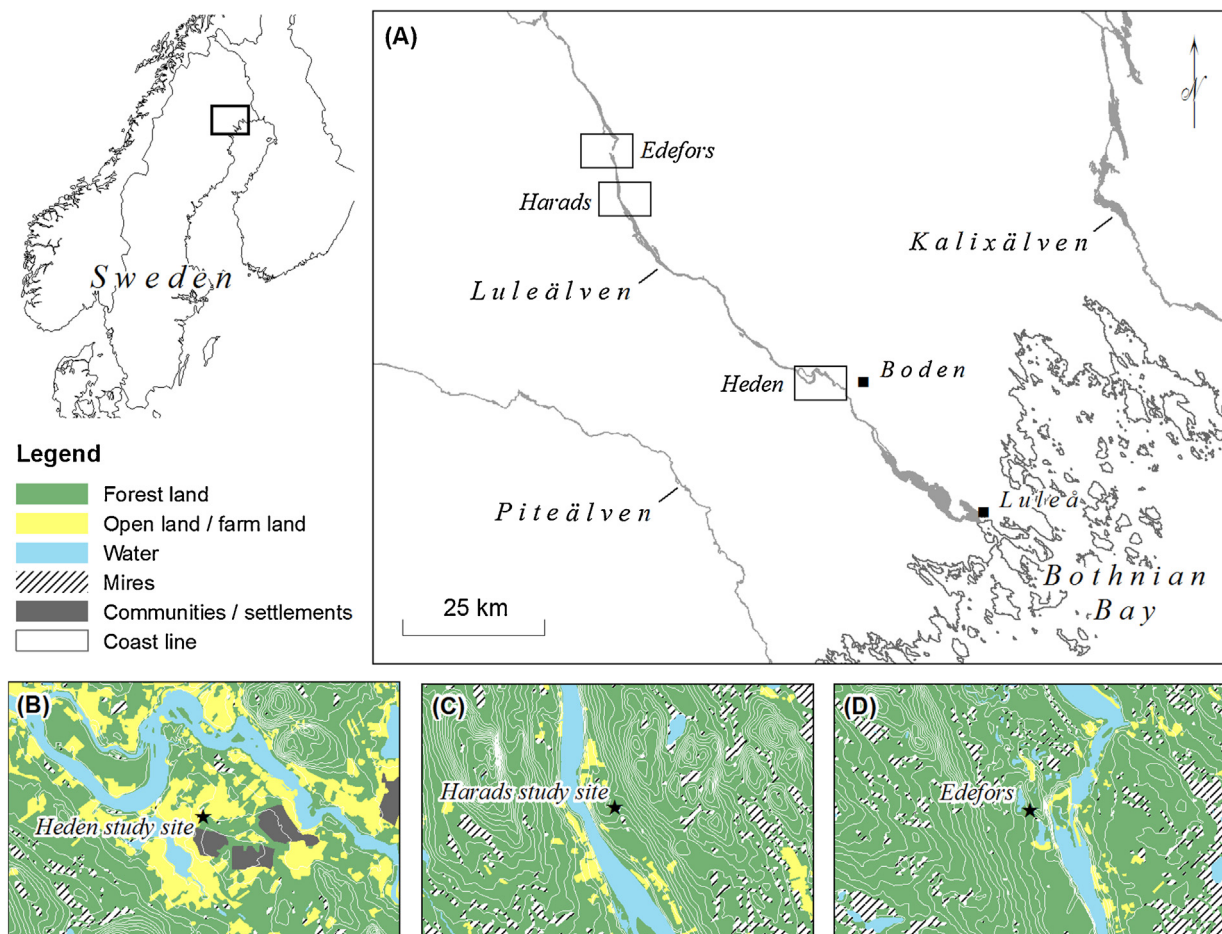 Sweden
(A)
N
Edefors
Harads
Kalixälven
Luleälven
Boden
Heden
Luleå
Piteälven
Bothnian
Bay
25 km
Legend
Forest land
Open land / farm land
Water
Mires
Communities / settlements
Coast line
(B)
Heden study site
(C)
Harads study site
(D)
Edefors